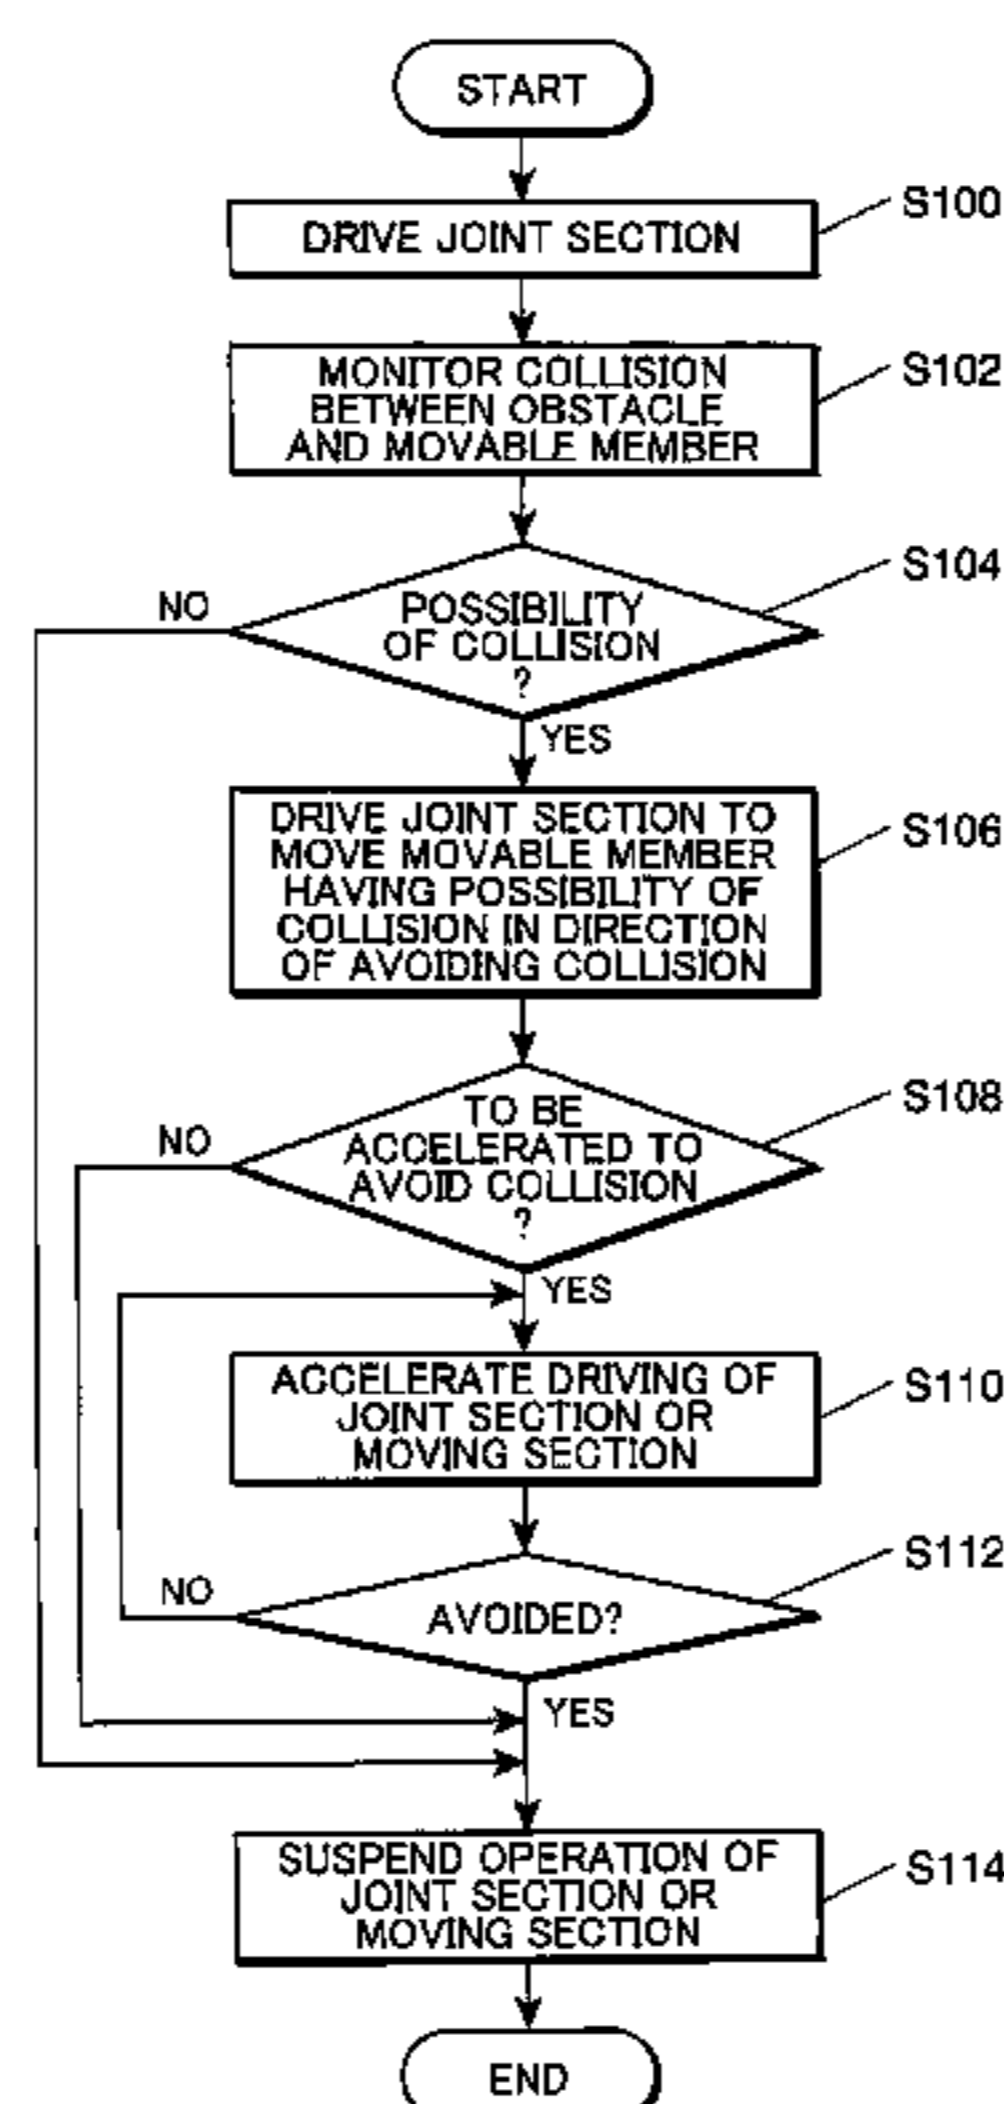 START
DRIVE JOINT SECTION
S100
MONITOR COLLISION
BETWEEN OBSTACLE
AND MOVABLE MEMBER
S102
POSSIBILITY
OF COLLISION
?
S104
NO
YES
DRIVE JOINT SECTION TO
MOVE MOVABLE MEMBER
HAVING POSSIBILITY OF
COLLISION IN DIRECTION
OF AVOIDING COLLISION
S106
TO BE
ACCELERATED TO
AVOID COLLISION
?
S108
NO
YES
ACCELERATE DRIVING OF
JOINT SECTION OR
MOVING SECTION
S110
AVOIDED?
S112
NO
YES
SUSPEND OPERATION OF
JOINT SECTION OR
MOVING SECTION
S114
END